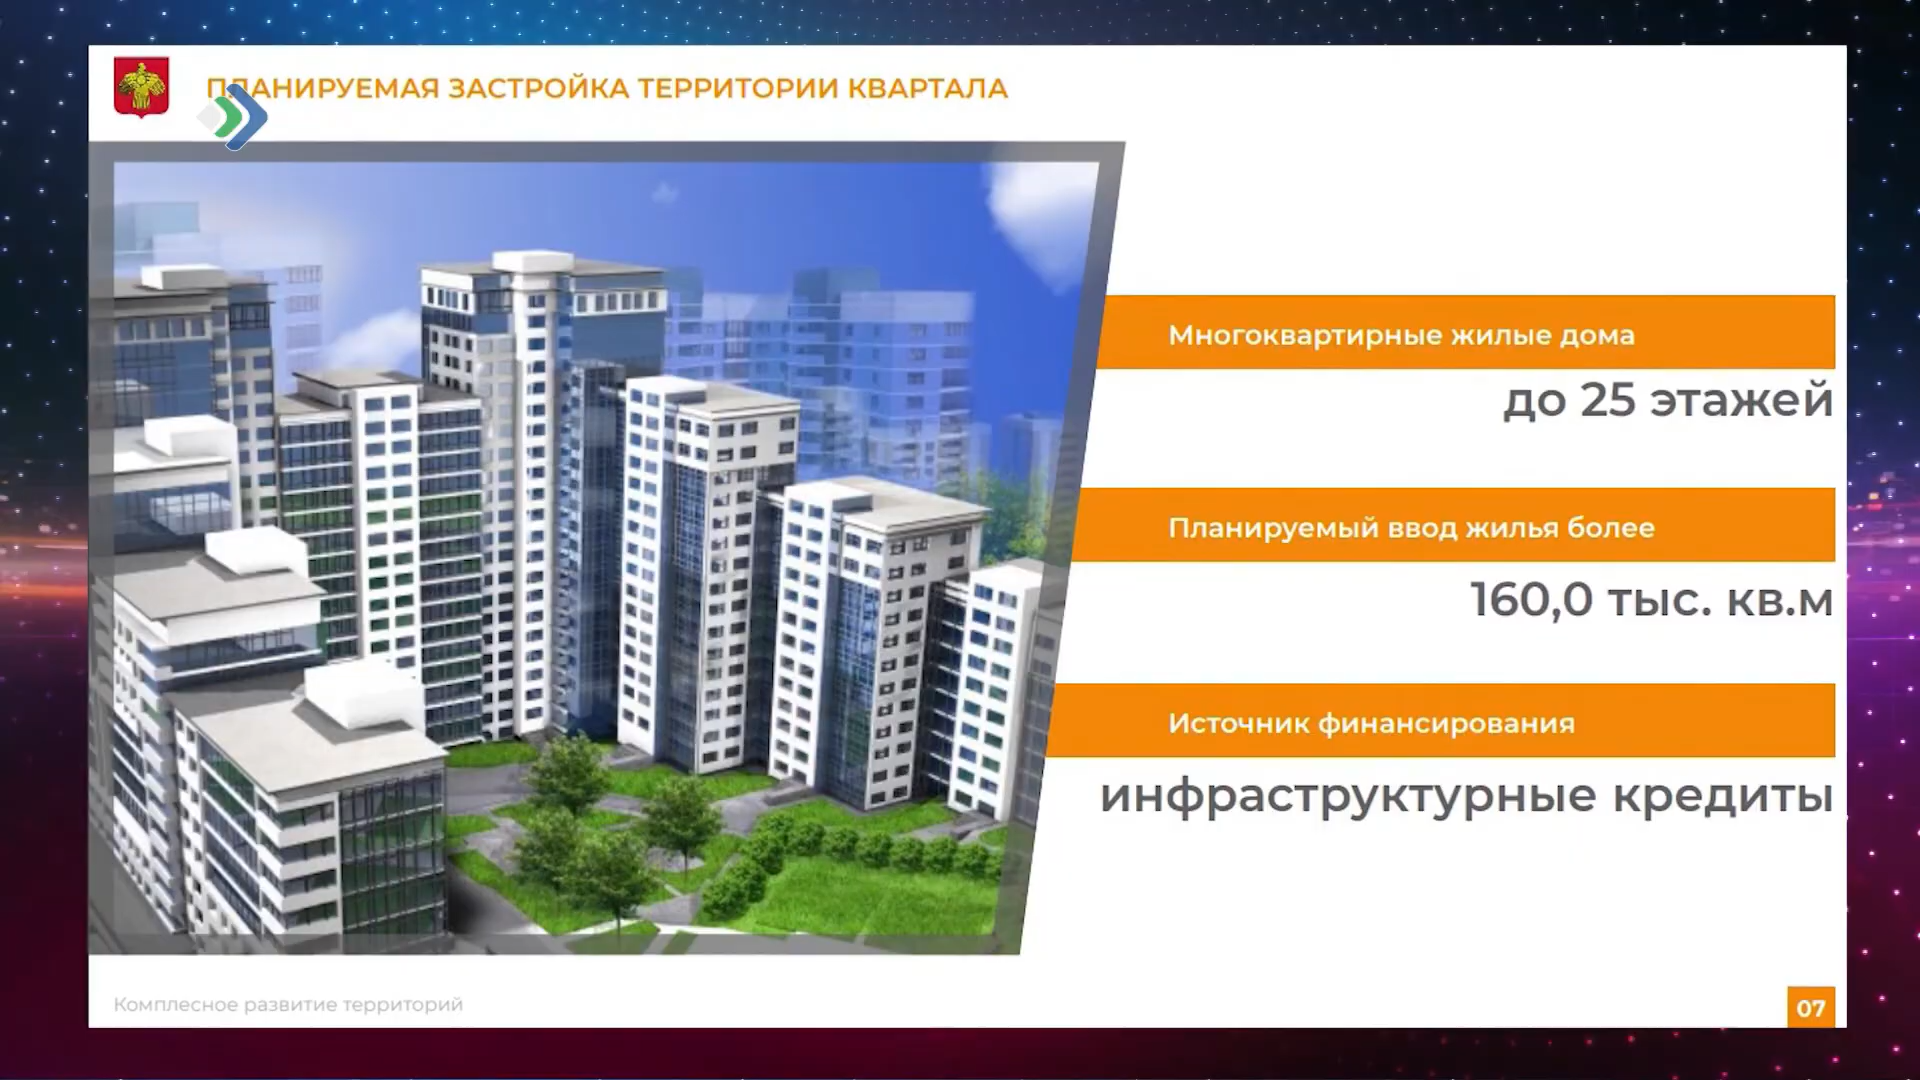 ПЛАНИРУЕМАЯ ЗАСТРОЙКА ТЕРРИТОРИИ КВАРТАЛА
Многоквартирные жилые дома
до 25 этажей
Планируемый ввод жилья более
160,0 тыс. кв.м
Источник финансирования
инфраструктурные кредиты
Комплесное развитие территорий
07